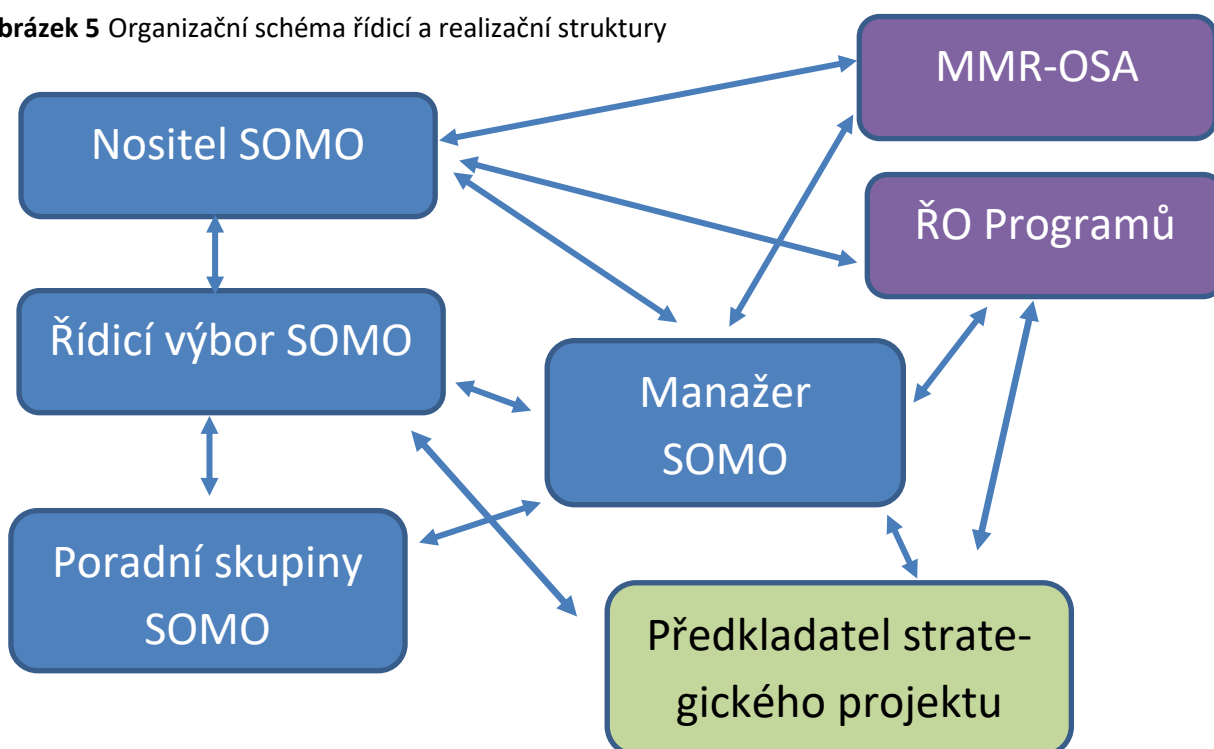 brázek 5 Organizační schéma řídicí a realizační struktury
MMR-OSA
Nositel SOMO
ŘO Programů
Řídicí výbor SOMO
Manažer
SOMO
Poradní skupiny
SOMO
Předkladatel strate-
gického projektu